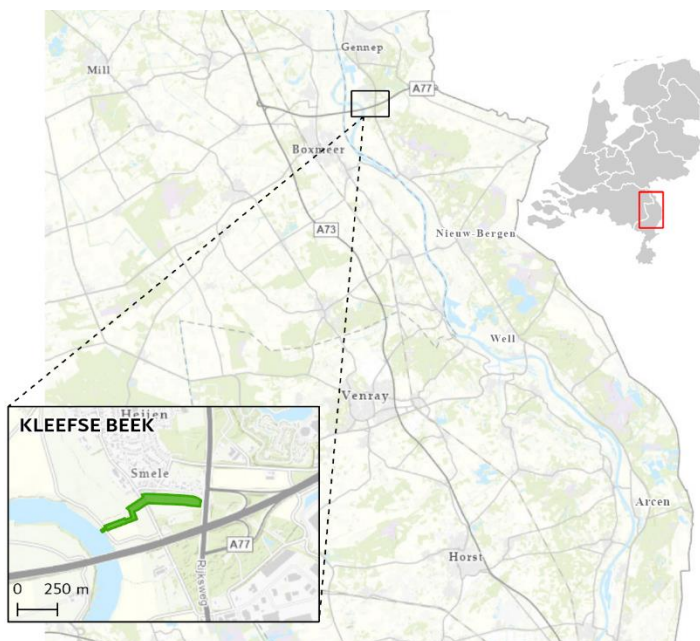 Gennep
Mill
A77
Boxmeer
A73
Nieuw-Bergen
Well
Venray
Heijen
KLEEFSE BEEK
Smele
Arcen
A77
Horst
Rijksweg
0 250 m